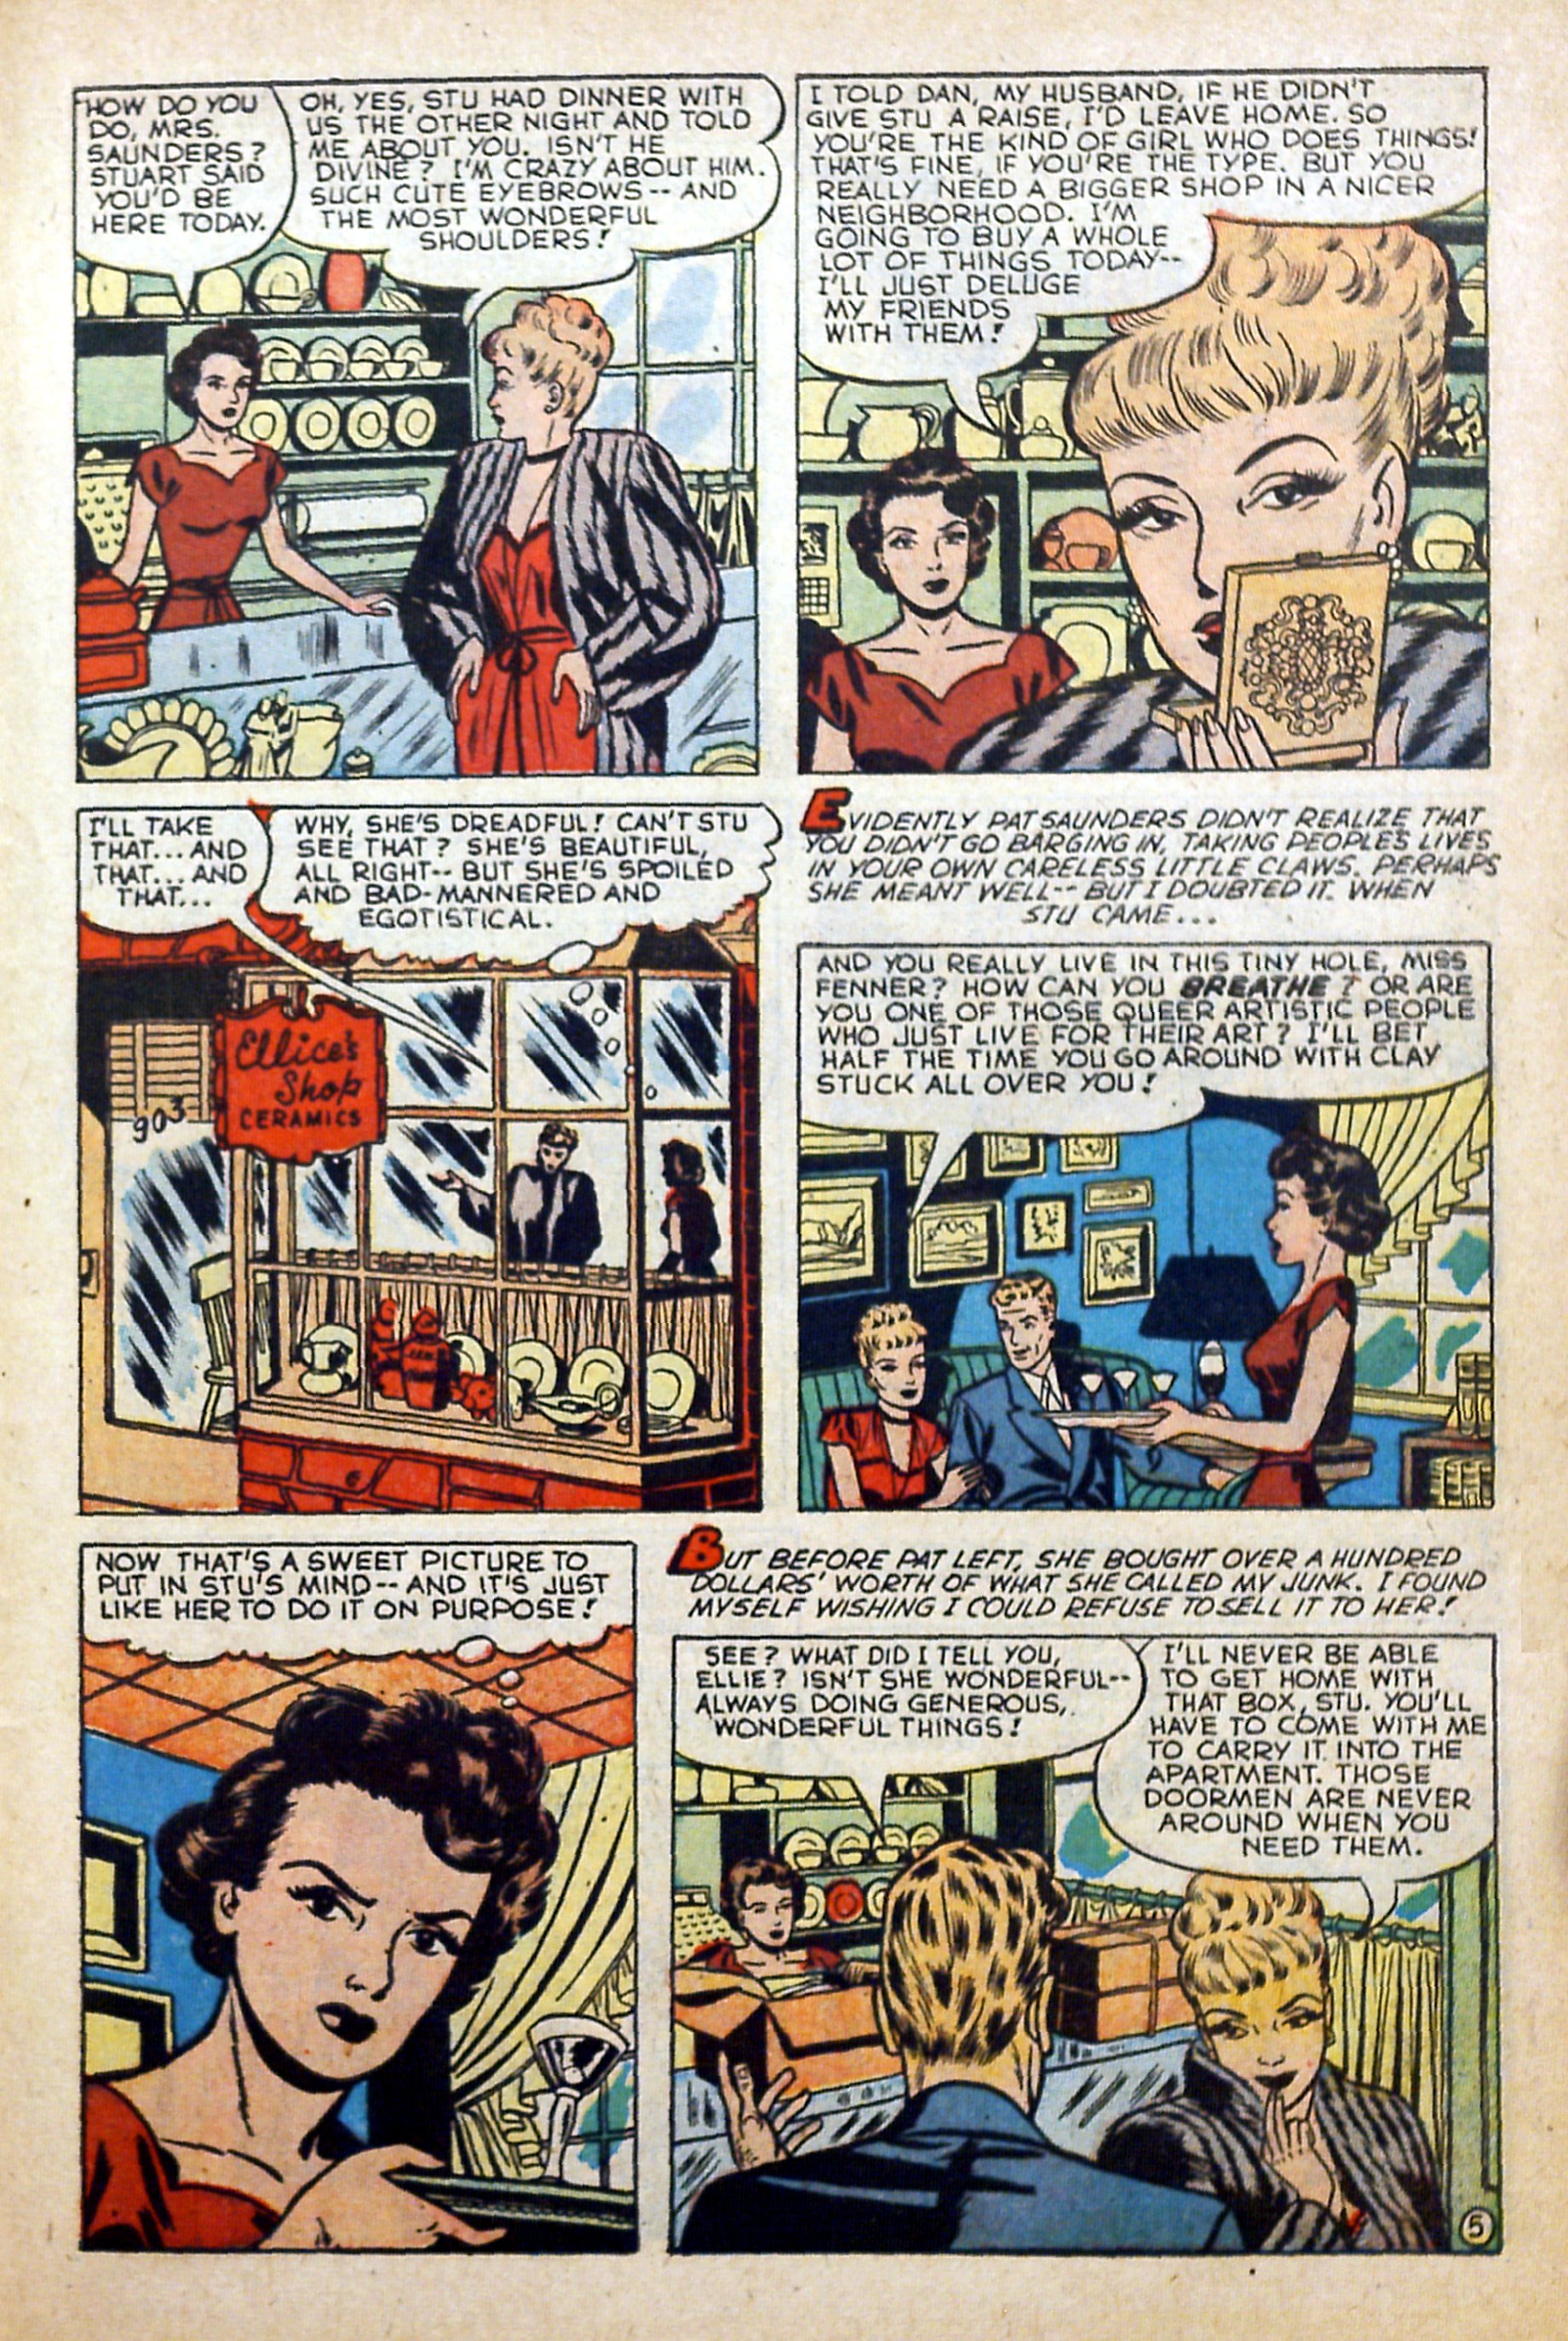 HOW DO YOU
DO, MRS.
SAUNDERS?
STUART SAID
YOU'D BE
HERE TODAY.
OH, YES, STU HAD DINNER WITH
US THE OTHER NIGHT AND TOLD
ME ABOUT YOU. ISN'T HE
DIVINE? I'M CRAZY ABOUT HIM.
SUCH CUTE EYEBROWS -- AND
THE MOST WONDERFUL
SHOULDERS!
I TOLD DAN, MY HUSBAND, IF HE DIDN'T
GIVE STU A RAISE, I'D LEAVE HOME. SO
YOU'RE THE KIND OF GIRL WHO DOES THINGS!
THAT'S FINE, IF YOU'RE THE TYPE. BUT YOU
REALLY NEED A BIGGER SHOP IN A NICER
NEIGHBORHOOD. I'M
GOING TO BUY A WHOLE
LOT OF THINGS TODAY--
I'LL JUST DELUGE
MY FRIENDS
WITH THEM!
I'LL TAKE
THAT... AND
THAT... AND
THAT...
WHY, SHE'S DREADFUL! CAN'T STU
SEE THAT? SHE'S BEAUTIFUL,
ALL RIGHT-- BUT SHE'S SPOILED
AND BAD-MANNERED AND
EGOTISTICAL.
Ellice's
Shop
CERAMICS
903
EVIDENTLY PAT SAUNDERS DIDN'T REALIZE THAT
YOU DIDN'T GO BARGING IN, TAKING PEOPLE'S LIVES
IN YOUR OWN CARELESS LITTLE CLAWS. PERHAPS
SHE MEANT WELL-- BUT I DOUBTED IT. WHEN
STU CAME...
AND YOU REALLY LIVE IN THIS TINY HOLE, MISS
FENNER? HOW CAN YOU BREATHE? OR ARE
YOU ONE OF THOSE QUEER ARTISTIC PEOPLE
WHO JUST LIVE FOR THEIR ART? I'LL BET
HALF THE TIME YOU GO AROUND WITH CLAY
STUCK ALL OVER YOU!
NOW THAT'S A SWEET PICTURE TO
PUT IN STU'S MIND-- AND IT'S JUST
LIKE HER TO DO IT ON PURPOSE!
BUT BEFORE PAT LEFT, SHE BOUGHT OVER A HUNDRED
DOLLARS' WORTH OF WHAT SHE CALLED MY JUNK. I FOUND
MYSELF WISHING I COULD REFUSE TO SELL IT TO HER!
SEE? WHAT DID I TELL YOU,
ELLIE? ISN'T SHE WONDERFUL--
ALWAYS DOING GENEROUS,
WONDERFUL THINGS!
I'LL NEVER BE ABLE
TO GET HOME WITH
THAT BOX, STU. YOU'LL
HAVE TO COME WITH ME
TO CARRY IT INTO THE
APARTMENT. THOSE
DOORMEN ARE NEVER
AROUND WHEN YOU
NEED THEM.
5